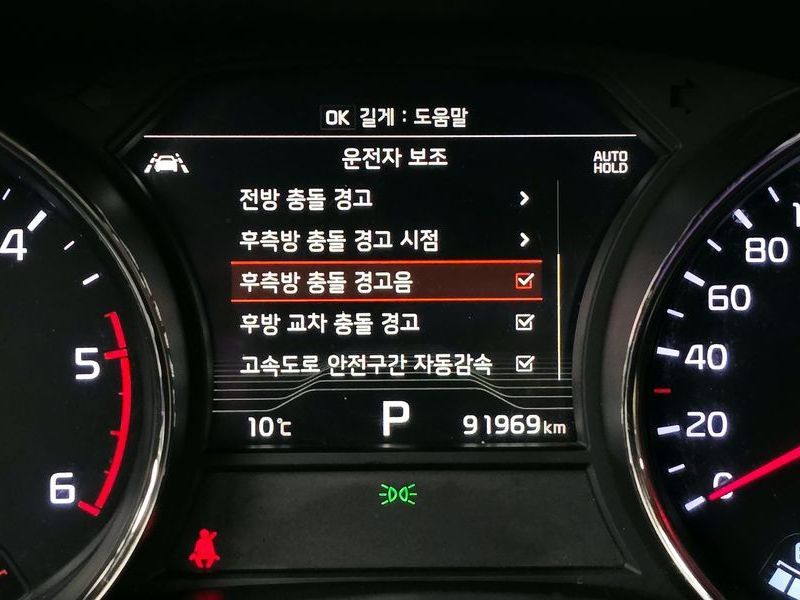 OK 길게 : 도움말
운전자 보조
AUTO HOLD
전방 충돌 경고
후측방 충돌 경고 시점
후측방 충돌 경고음
후방 교차 충돌 경고
고속도로 안전구간 자동감속
10℃
P
91969km
4
5
6
80
60
40
20
0